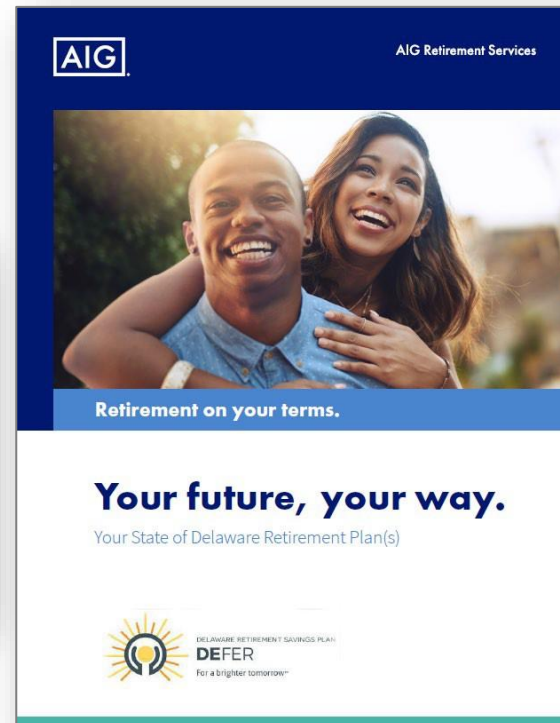 AIG
AIG Retirement Services
Retirement on your terms.
Your future, your way.
Your State of Delaware Retirement Plan(s)
DELAWARE RETIREMENT SAVINGS PLAN
DEFER
For a brighter tomorrow℠